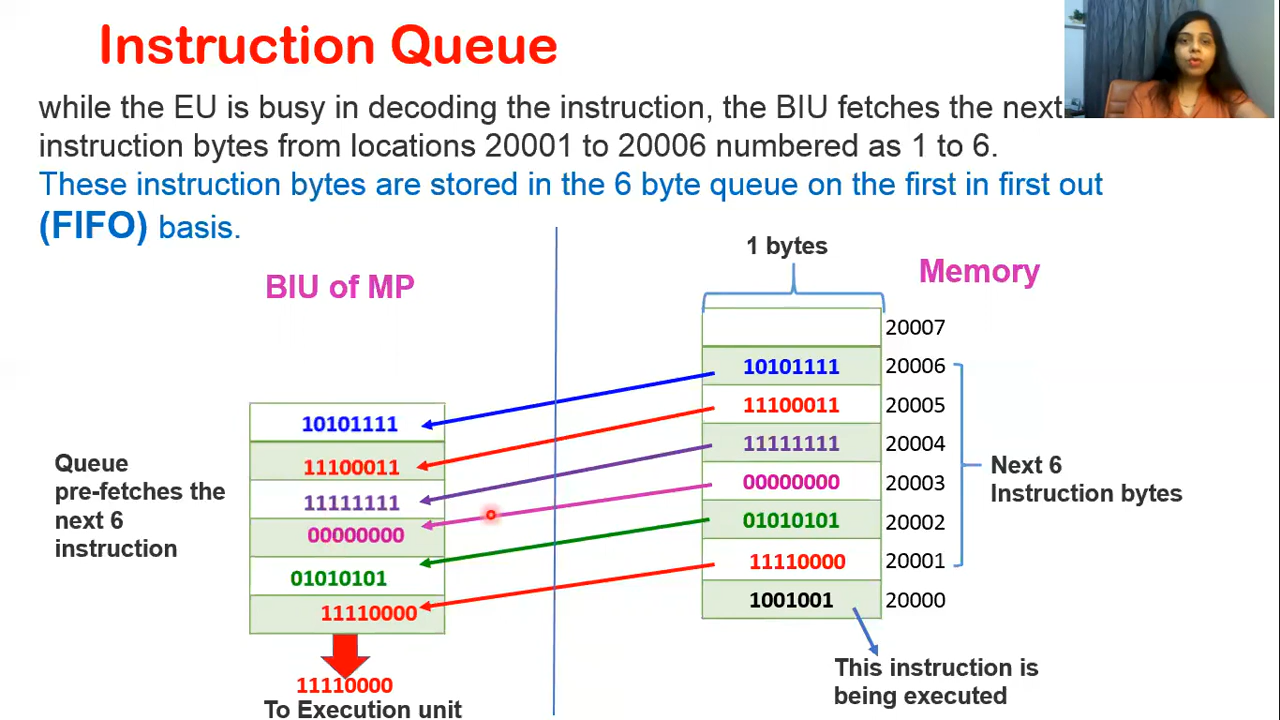 Instruction Queue
while the EU is busy in decoding the instruction, the BIU fetches the next
instruction bytes from locations 20001 to 20006 numbered as 1 to 6.
These instruction bytes are stored in the 6 byte queue on the first in first out
(FIFO) basis.
BIU of MP
10101111
11100011
11111111
00000000
01010101
11110000
Queue
pre-fetches the
next 6
instruction
11110000
To Execution unit
1 bytes
Memory
20007
10101111 20006
11100011 20005
11111111 20004
00000000 20003
01010101 20002
11110000 20001
1001001 20000
Next 6
Instruction bytes
This instruction is
being executed